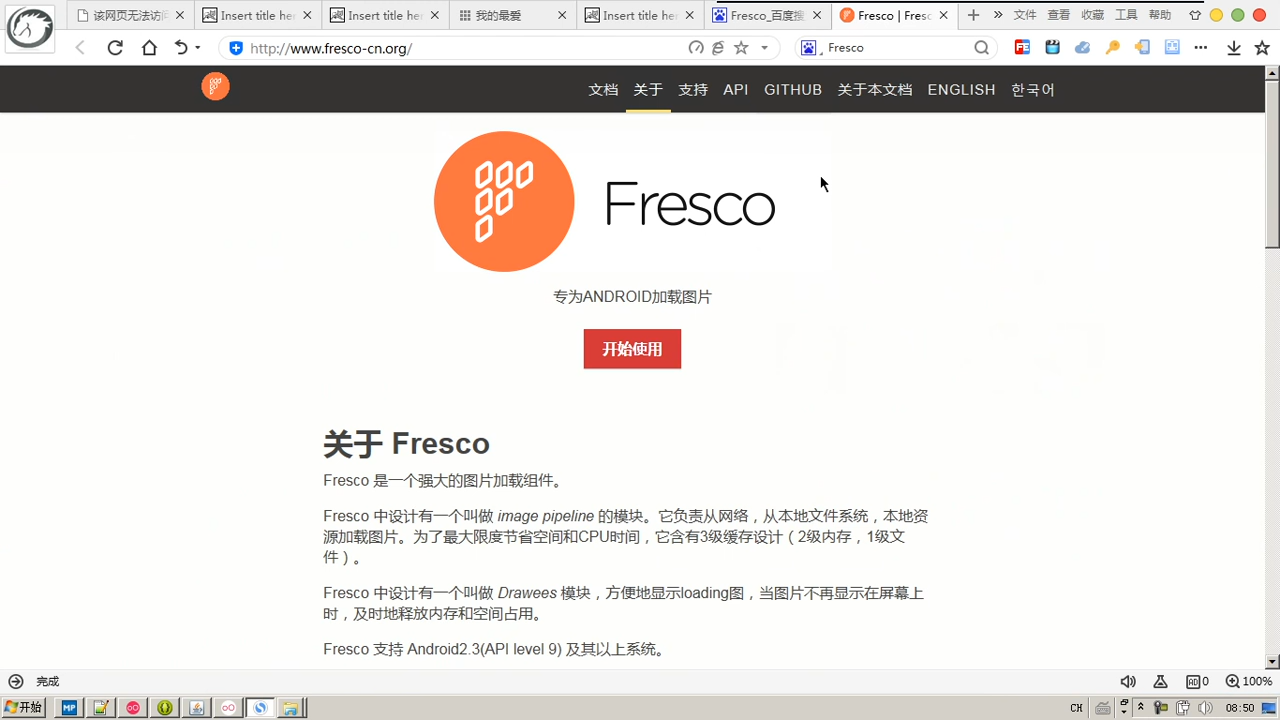 该网页无法访问
Insert title her
Insert title her
我的最爱
Insert title her
Fresco_百度搜
Fresco | Fresc
文件
查看
收藏
工具
帮助
http://www.fresco-cn.org/
Fresco
文档
关于
支持
API
GITHUB
关于本文档
ENGLISH
한국어
Fresco
专为ANDROID加载图片
开始使用
关于 Fresco
Fresco 是一个强大的图片加载组件。
Fresco 中设计有一个叫做 image pipeline 的模块。它负责从网络，从本地文件系统，本地资
源加载图片。为了最大限度节省空间和CPU时间，它含有3级缓存设计（2级内存，1级文
件）。
Fresco 中设计有一个叫做 Drawees 模块，方便地显示loading图，当图片不再显示在屏幕上
时，及时地释放内存和空间占用。
Fresco 支持 Android2.3(API level 9) 及其以上系统。
完成
AD 0
100%
开始
MP
CH
08:50